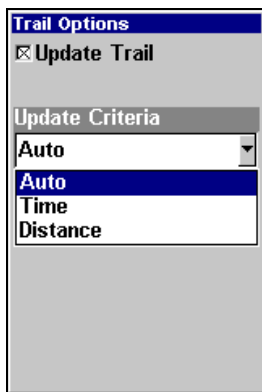 Trail Options
Update Trail
Update Criteria
Auto
Auto
Time
Distance